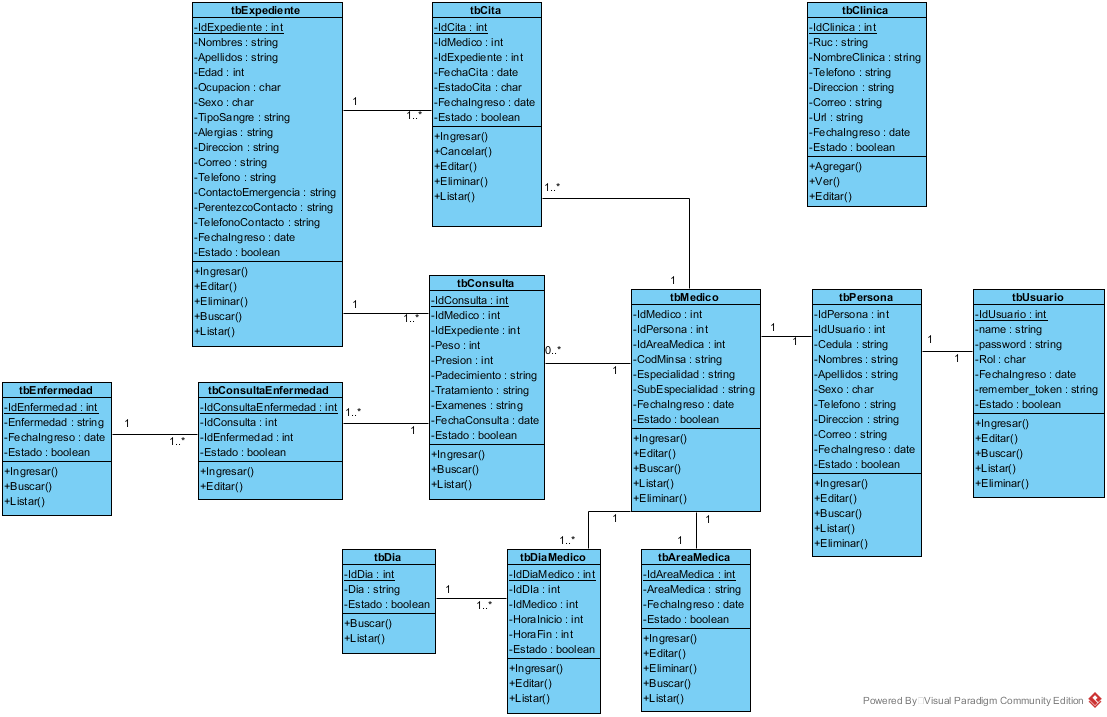 tbExpediente
-IdExpediente : int
-Nombres : string
-Apellidos : string
-Edad : int
-Ocupacion : char
-Sexo : char
-TipoSangre : string
-Alergias : string
-Direccion : string
-Correo : string
-Telefono : string
-ContactoEmergencia : string
-PerentezcoContacto : string
-TelefonoContacto : string
-FechaIngreso : date
-Estado : boolean
+Ingresar()
+Editar()
+Eliminar()
+Buscar()
+Listar()
1
1..*
1
1..*
tbCita
-IdCita : int
-IdMedico : int
-IdExpediente : int
-FechaCita : date
-EstadoCita : char
-FechaIngreso : date
-Estado : boolean
+Ingresar()
+Cancelar()
+Editar()
+Eliminar()
+Listar()
1..*
1
tbClinica
-IdClinica : int
-Ruc : string
-NombreClinica : string
-Telefono : string
-Direccion : string
-Correo : string
-Url : string
-FechaIngreso : date
-Estado : boolean
+Agregar()
+Ver()
+Editar()
tbConsulta
-IdConsulta : int
-IdMedico : int
-IdExpediente : int
-Peso : int
-Presion : int
-Padecimiento : string
-Tratamiento : string
-Examenes : string
-FechaConsulta : date
-Estado : boolean
+Ingresar()
+Buscar()
+Listar()
0..*
1
tbMedico
-IdMedico : int
-IdPersona : int
-IdAreaMedica : int
-CodMinsa : string
-Especialidad : string
-SubEspecialidad : string
-FechaIngreso : date
-Estado : boolean
+Ingresar()
+Editar()
+Buscar()
+Listar()
+Eliminar()
1
1
tbPersona
-IdPersona : int
-IdUsuario : int
-Cedula : string
-Nombres : string
-Apellidos : string
-Sexo : char
-Telefono : string
-Direccion : string
-Correo : string
-FechaIngreso : date
-Estado : boolean
+Ingresar()
+Editar()
+Buscar()
+Listar()
+Eliminar()
1
1
tbUsuario
-IdUsuario : int
-name : string
-password : string
-Rol : char
-FechaIngreso : date
-remember_token : string
-Estado : boolean
+Ingresar()
+Editar()
+Buscar()
+Listar()
+Eliminar()
tbEnfermedad
-IdEnfermedad : int
-Enfermedad : string
-FechaIngreso : date
-Estado : boolean
+Ingresar()
+Buscar()
+Listar()
1
1..*
tbConsultaEnfermedad
-IdConsultaEnfermedad : int
-IdConsulta : int
-IdEnfermedad : int
-Estado : boolean
+Ingresar()
+Editar()
1..*
1
1
1..*
1
1
tbDia
-IdDia : int
-Dia : string
-Estado : boolean
+Buscar()
+Listar()
1
1..*
tbDiaMedico
-IdDiaMedico : int
-IdDIa : int
-IdMedico : int
-HoraInicio : int
-HoraFin : int
-Estado : boolean
+Ingresar()
+Editar()
+Listar()
tbAreaMedica
-IdAreaMedica : int
-AreaMedica : string
-FechaIngreso : date
-Estado : boolean
+Ingresar()
+Editar()
+Eliminar()
+Buscar()
+Listar()
Powered By Visual Paradigm Community Edition